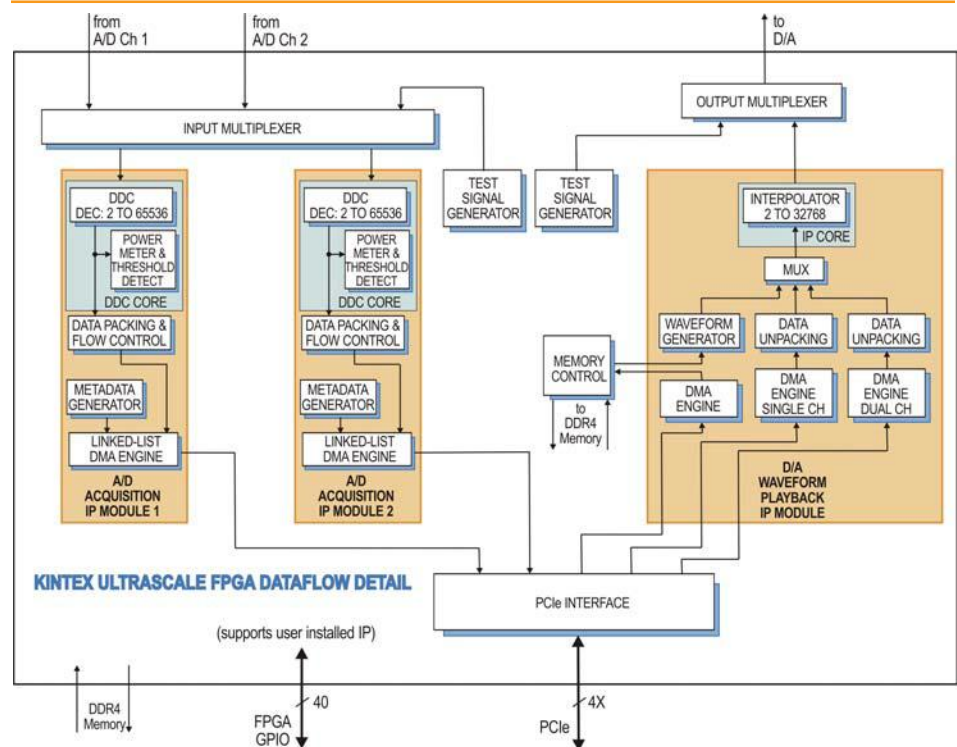 from
A/D Ch 1
from
A/D Ch 2
to
D/A
OUTPUT MULTIPLEXER
INPUT MULTIPLEXER
DDC
DEC: 2 TO 65536
POWER
METER &
THRESHOLD
DETECT
DDC CORE
DATA PACKING &
FLOW CONTROL
METADATA
GENERATOR
LINKED-LIST
DMA ENGINE
A/D
ACQUISITION
IP MODULE 1
DDC
DEC: 2 TO 65536
POWER
METER &
THRESHOLD
DETECT
DDC CORE
DATA PACKING &
FLOW CONTROL
METADATA
GENERATOR
LINKED-LIST
DMA ENGINE
A/D
ACQUISITION
IP MODULE 2
TEST
SIGNAL
GENERATOR
TEST
SIGNAL
GENERATOR
INTERPOLATOR
2 TO 32768
IP CORE
MUX
WAVEFORM
GENERATOR
DATA
UNPACKING
DATA
UNPACKING
MEMORY
CONTROL
to
DDR4
Memory
DMA
ENGINE
DMA
ENGINE
SINGLE CH
DMA
ENGINE
DUAL CH
D/A
WAVEFORM
PLAYBACK
IP MODULE
KINTEX ULTRASCALE FPGA DATAFLOW DETAIL
PCIe INTERFACE
(supports user installed IP)
DDR4
Memory
40
FPGA
GPIO
4X
PCIe